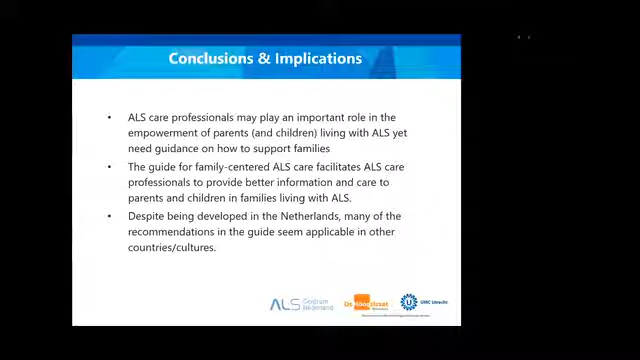 Conclusions & Implications
• ALS care professionals may play an important role in the
empowerment of parents (and children) living with ALS yet
need guidance on how to support families
• The guide for family-centered ALS care facilitates ALS care
professionals to provide better information and care to
parents and children in families living with ALS.
• Despite being developed in the Netherlands, many of the
recommendations in the guide seem applicable in other
countries/cultures.
ALS Centrum
Nederland
De Hoogstraat
UMC Utrecht